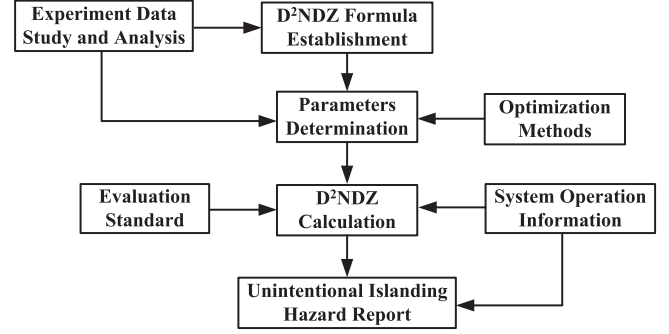 Experiment Data
Study and Analysis
D²NDZ Formula
Establishment
Parameters
Determination
Optimization
Methods
Evaluation
Standard
D²NDZ
Calculation
System Operation
Information
Unintentional Islanding
Hazard Report